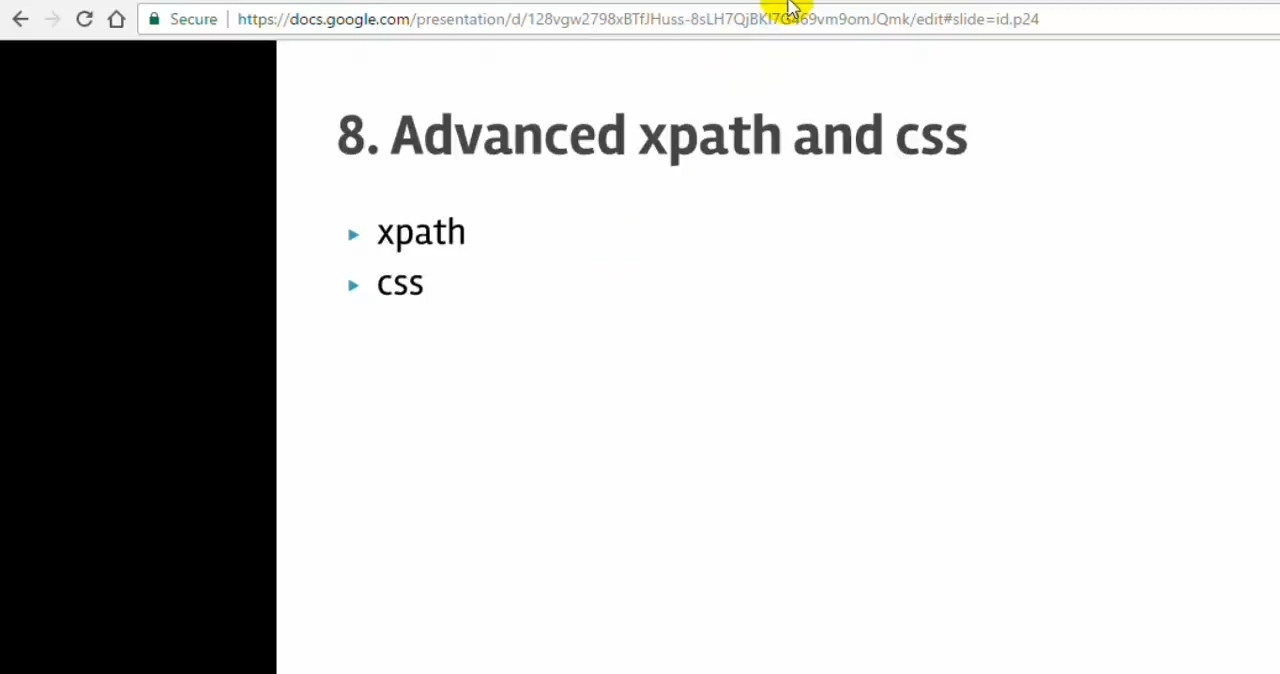 Secure https://docs.google.com/presentation/d/128vgw2798xBTfJHuss-8sLH7QjBKI7G469vm9omJQmk/edit#slide=id.p24
8. Advanced xpath and css
xpath
css